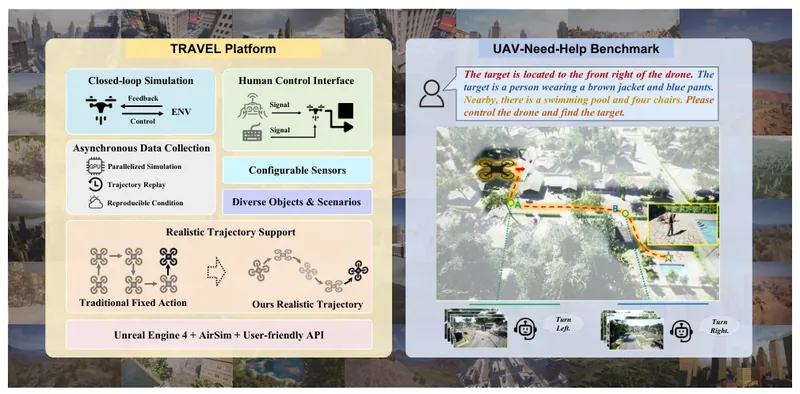 TRAVEL Platform
Closed-loop Simulation
Feedback
Control
ENV
Human Control Interface
Signal
Signal
Asynchronous Data Collection
GPU
Parallelized Simulation
Trajectory Replay
Reproducible Condition
Configurable Sensors
Diverse Objects & Scenarios
Realistic Trajectory Support
Traditional Fixed Action
Ours Realistic Trajectory
Unreal Engine 4 + AirSim + User-friendly API
UAV-Need-Help Benchmark
The target is located to the front right of the drone. The
target is a person wearing a brown jacket and blue pants.
Nearby, there is a swimming pool and four chairs. Please
control the drone and find the target.
A
B
Turn
Left.
Turn
Right.